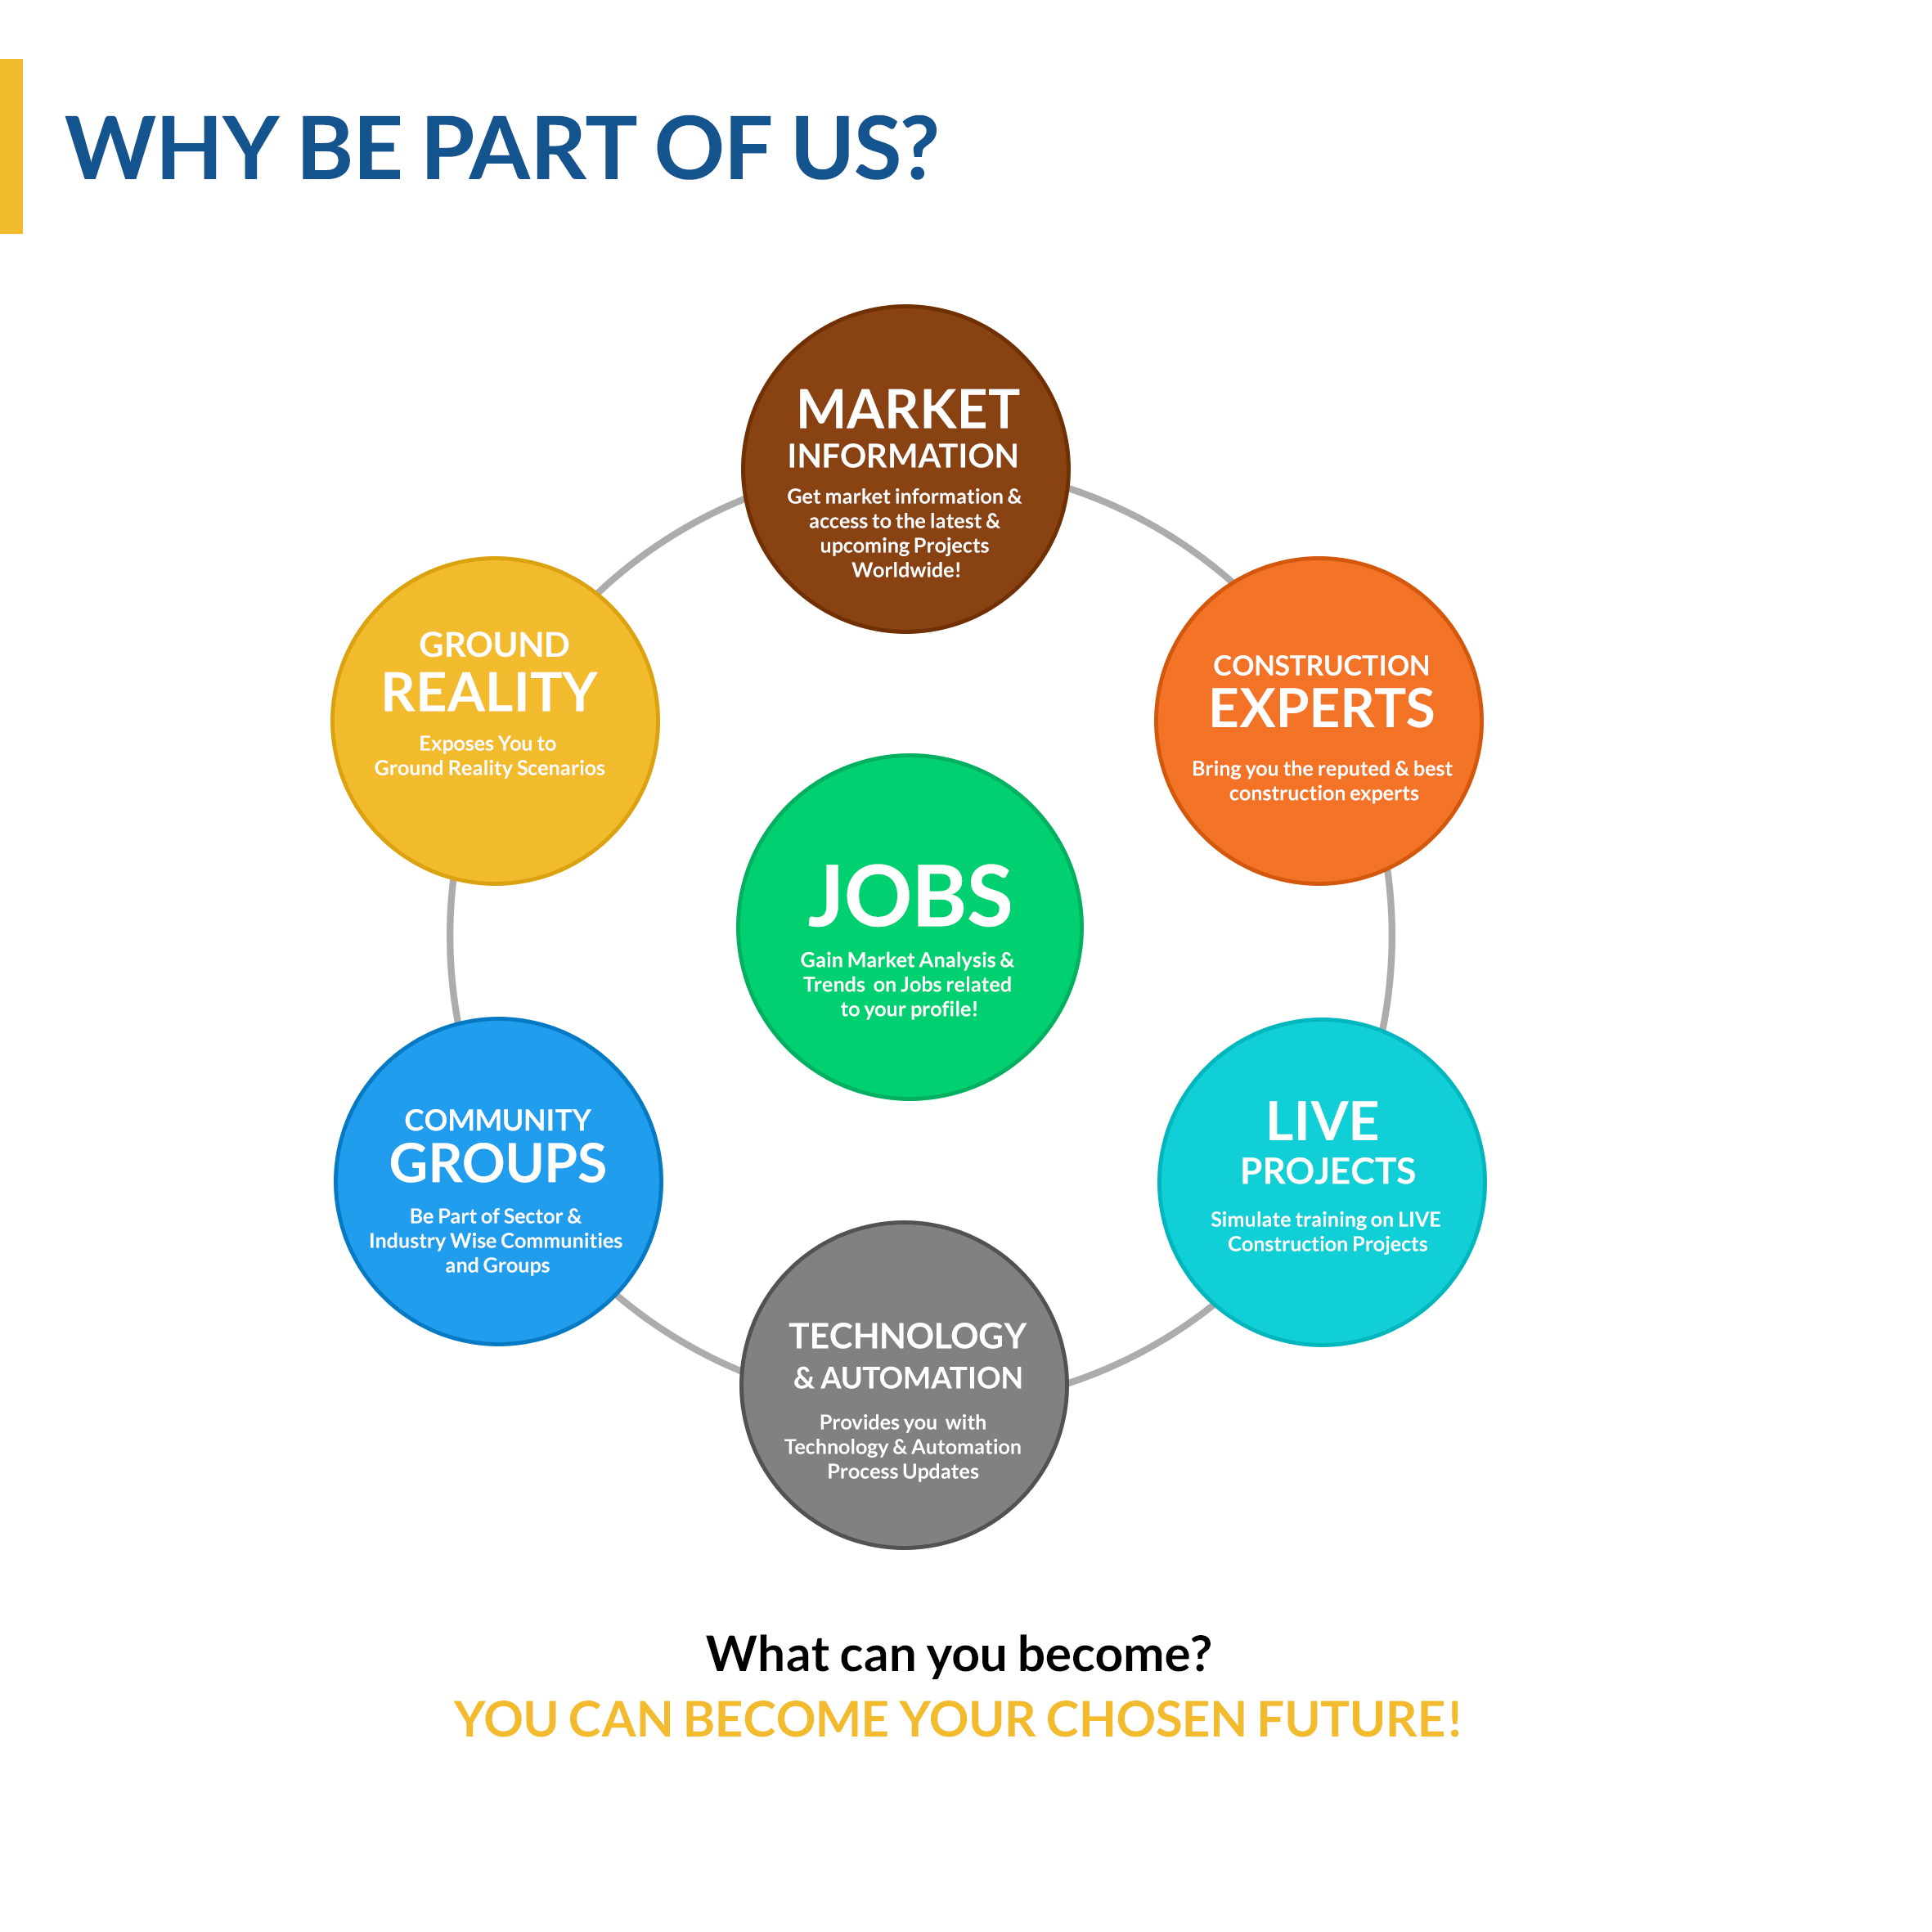 WHY BE PART OF US?
MARKET
INFORMATION
Get market information &
access to the latest &
upcoming Projects
Worldwide!
GROUND
REALITY
Exposes You to
Ground Reality Scenarios
CONSTRUCTION
EXPERTS
Bring you the reputed & best
construction experts
JOBS
Gain Market Analysis &
Trends on Jobs related
to your profile!
COMMUNITY
GROUPS
Be Part of Sector &
Industry Wise Communities
and Groups
LIVE
PROJECTS
Simulate training on LIVE
Construction Projects
TECHNOLOGY
& AUTOMATION
Provides you with
Technology & Automation
Process Updates
What can you become?
YOU CAN BECOME YOUR CHOSEN FUTURE!